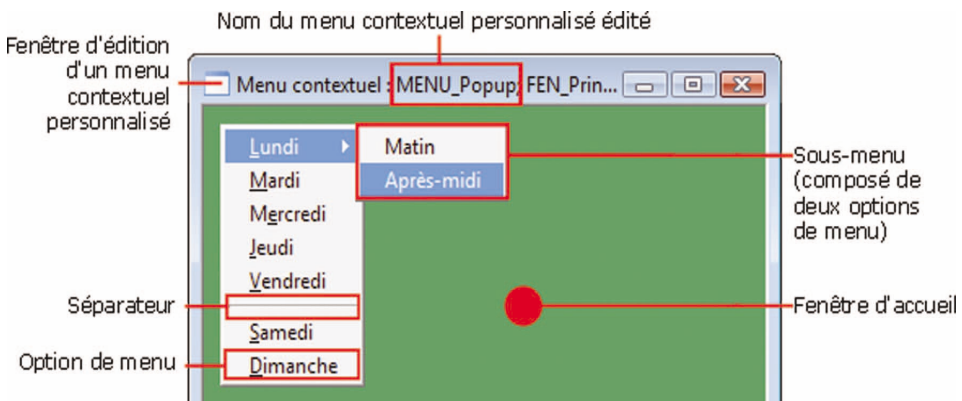 Nom du menu contextuel personnalisé édité
Fenêtre d'édition
d'un menu
contextuel
personnalisé
Menu contextuel : MENU_Popup; FEN_Prin...
Lundi
Mardi
Mercredi
Jeudi
Vendredi
Samedi
Dimanche
Matin
Après-midi
Sous-menu
(composé de
deux options
de menu)
Séparateur
Fenêtre d'accueil
Option de menu